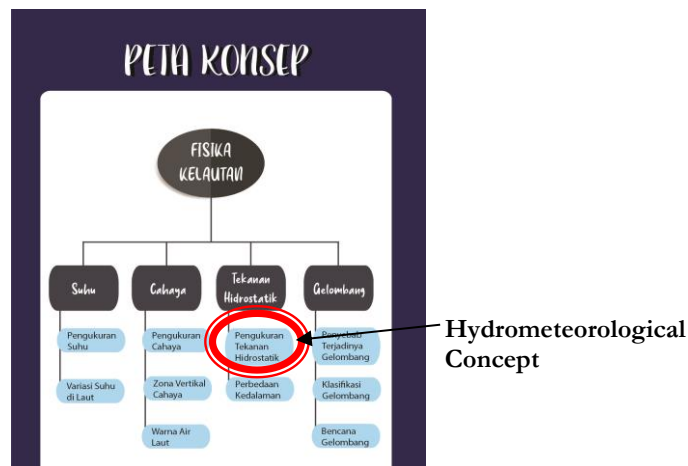 PETA KONSEP
FISIKA
KELAUTAN
Suhu
Cahaya
Tekanan
Hidrostatik
Gelombang
Pengukuran
Suhu
Variasi Suhu
di Laut
Pengukuran
Cahaya
Zona Vertikal
Cahaya
Warna Air
Laut
Pengukuran
Tekanan
Hidrostatik
Perbedaan
Kedalaman
Penyebab
Terjadinya
Gelombang
Klasifikasi
Gelombang
Bencana
Gelombang
Hydrometeorological
Concept